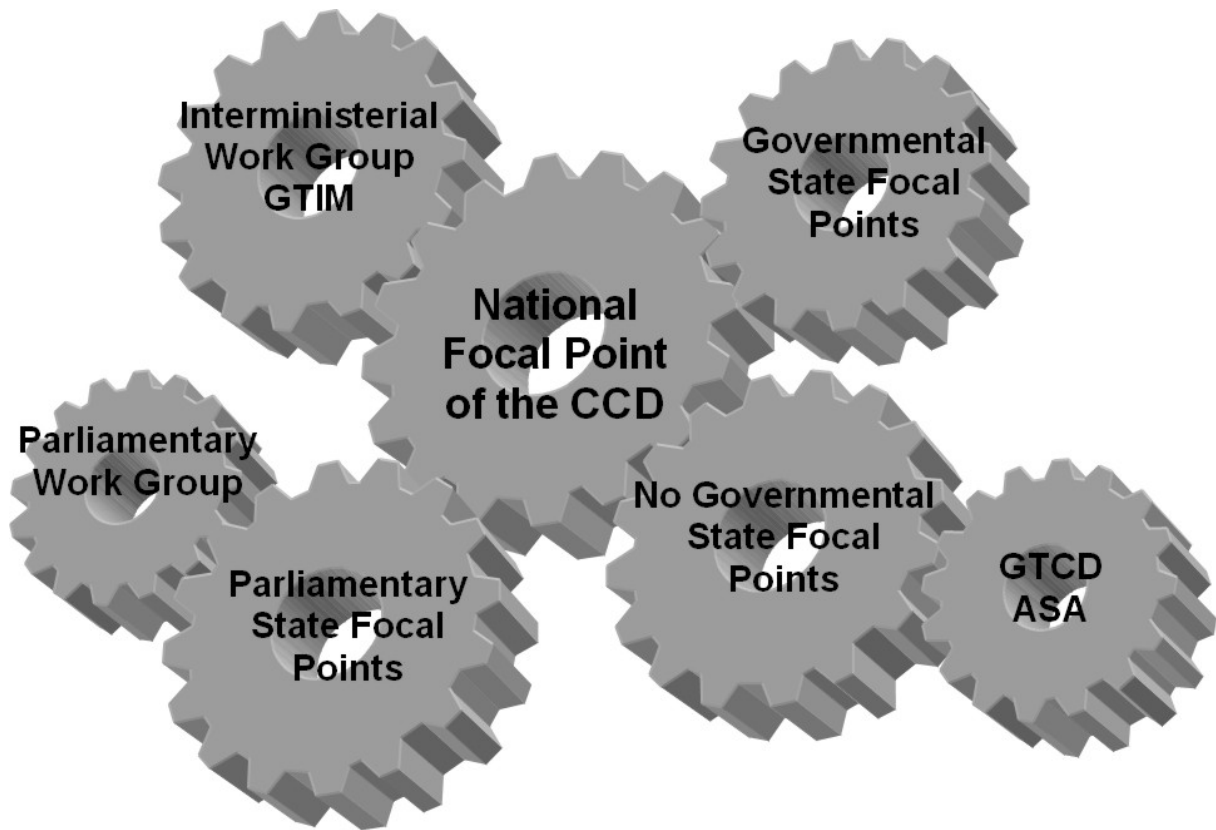 Interministerial
Work Group
GTIM
Governmental
State Focal
Points
National
Focal Point
of the CCD
Parliamentary
Work Group
No Governmental
State Focal
Points
GTCD
ASA
Parliamentary
State Focal
Points